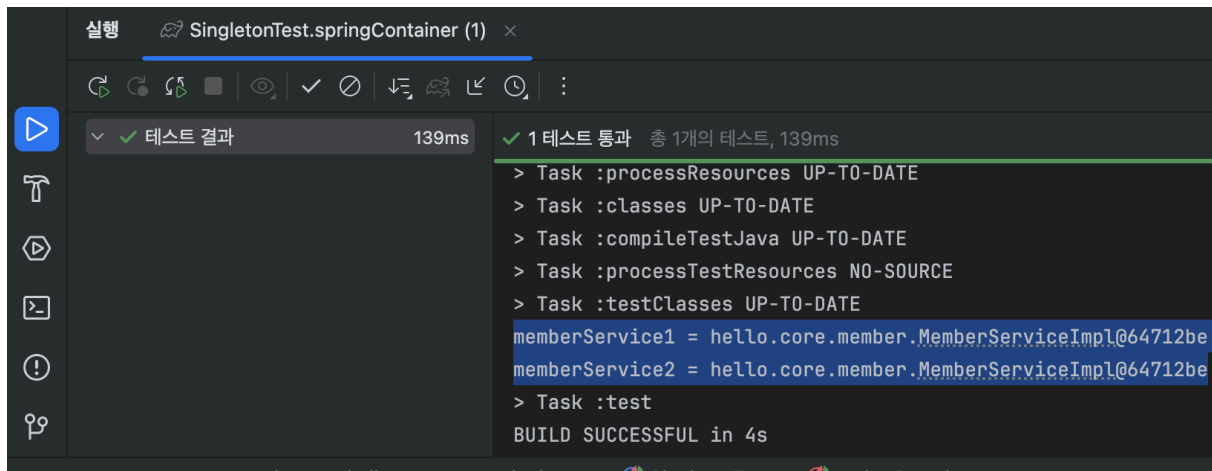 실행 SingletonTest.springContainer (1)
테스트 결과 139ms
1 테스트 통과 총 1개의 테스트, 139ms
> Task :processResources UP-TO-DATE
> Task :classes UP-TO-DATE
> Task :compileTestJava UP-TO-DATE
> Task :processTestResources NO-SOURCE
> Task :testClasses UP-TO-DATE
memberService1 = hello.core.member.MemberServiceImpl@64712be
memberService2 = hello.core.member.MemberServiceImpl@64712be
> Task :test
BUILD SUCCESSFUL in 4s